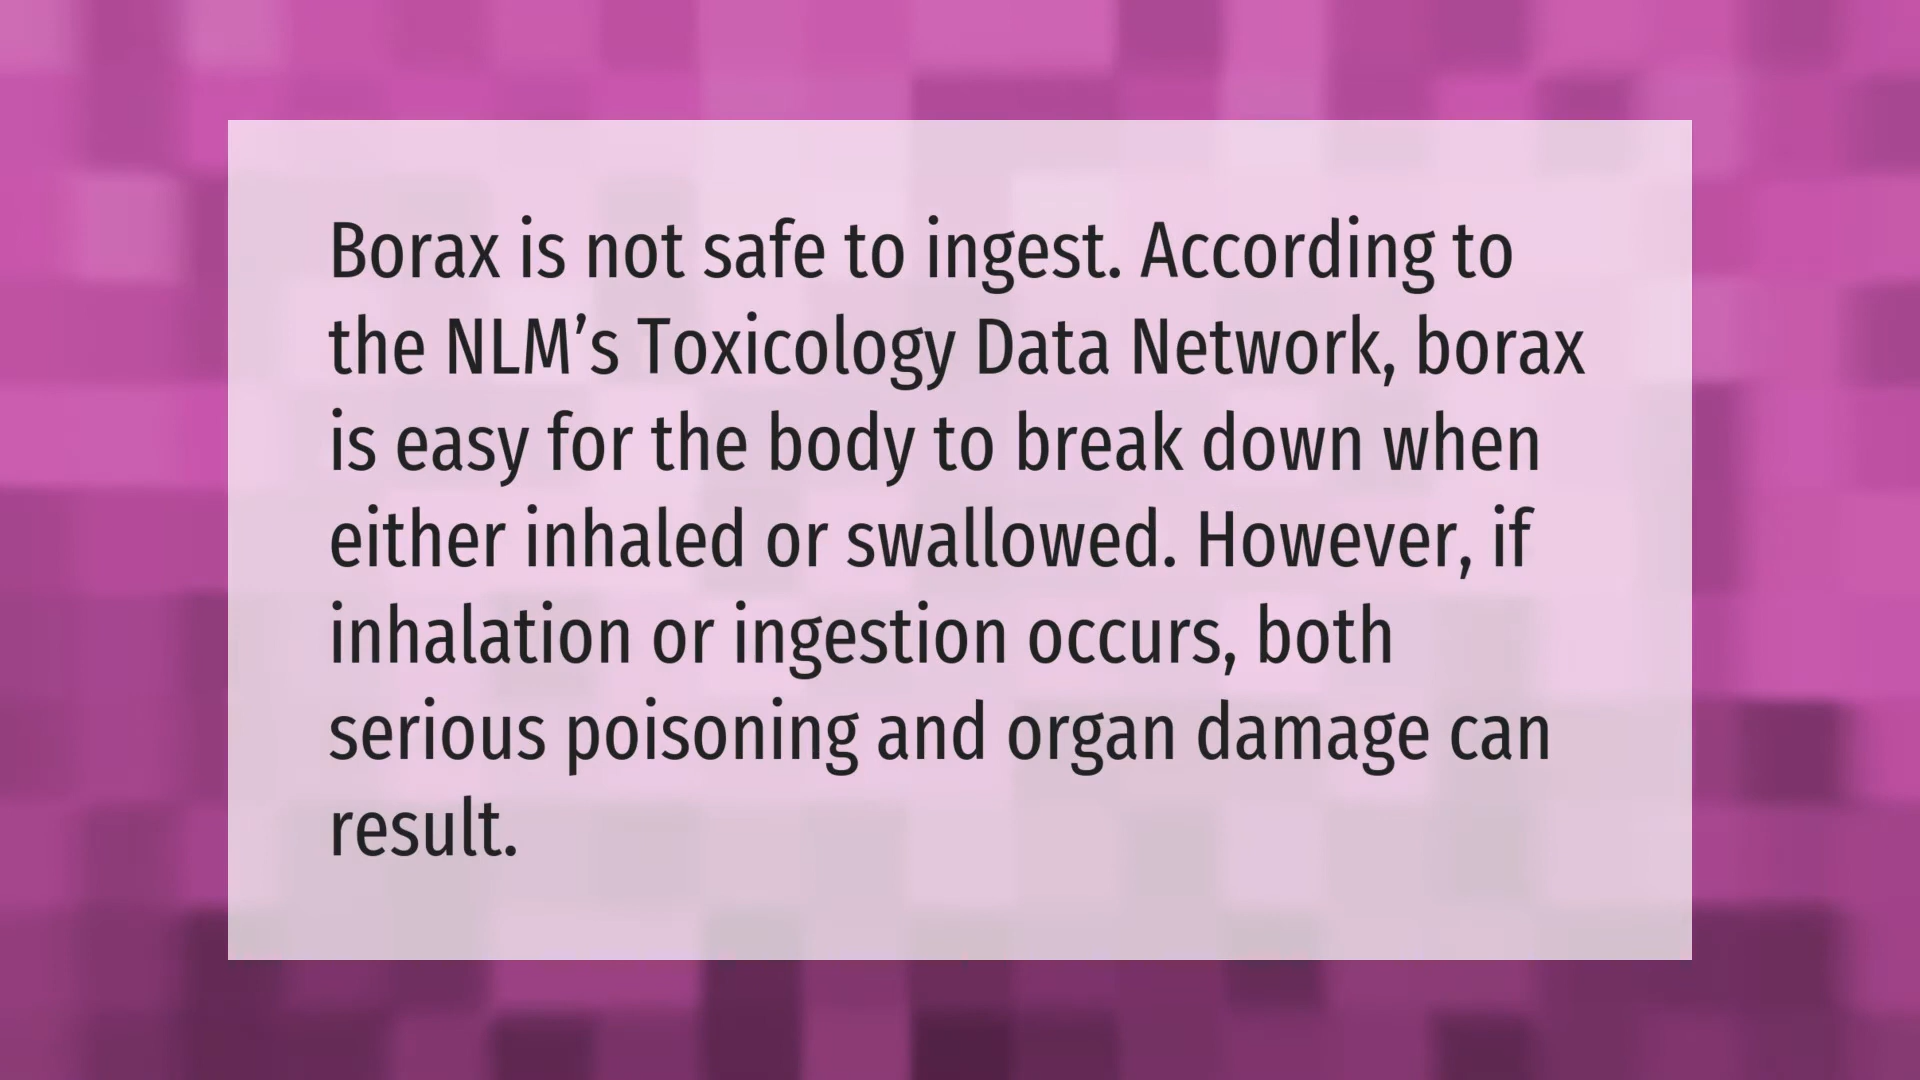 Borax is not safe to ingest. According to
the NLM’s Toxicology Data Network, borax
is easy for the body to break down when
either inhaled or swallowed. However, if
inhalation or ingestion occurs, both
serious poisoning and organ damage can
result.